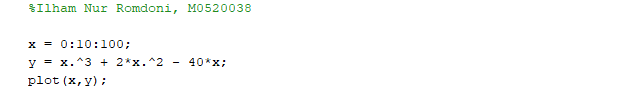 %Ilham Nur Romdoni, M0520038
x = 0:10:100;
y = x.^3 + 2*x.^2 - 40*x;
plot(x,y);